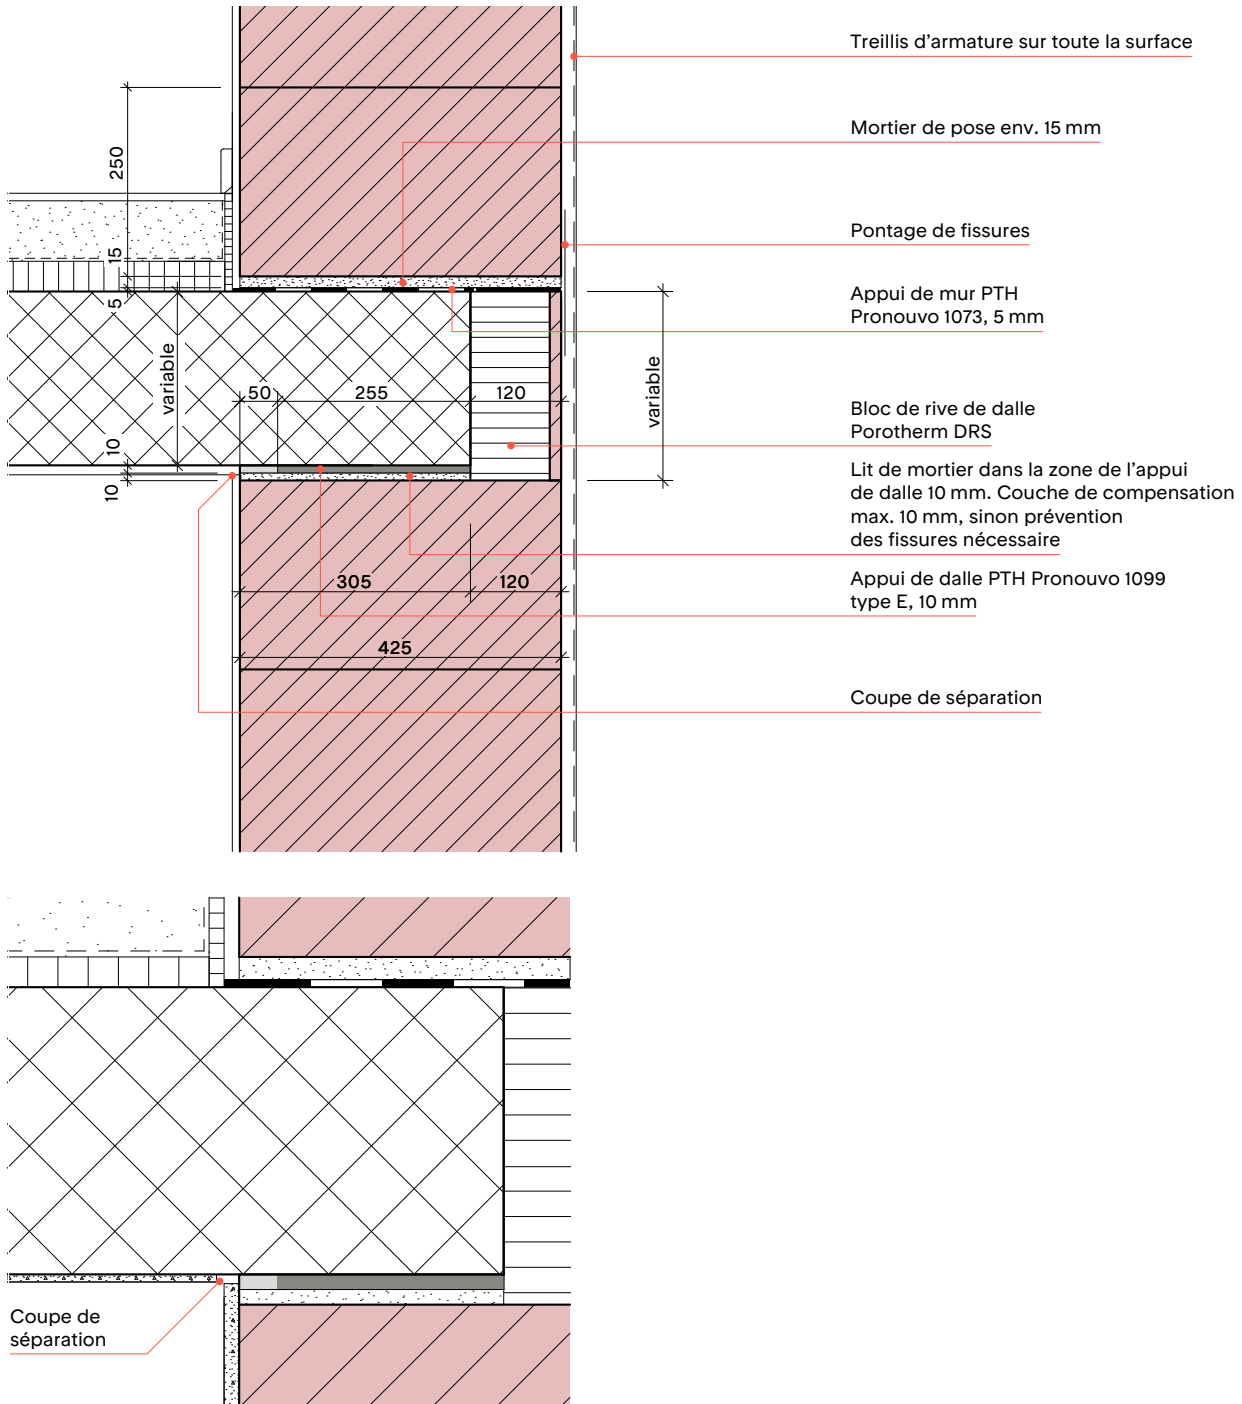 Treillis d'armature sur toute la surface
Mortier de pose env. 15 mm
250
Pontage de fissures
15
5
Appui de mur PTH
Pronouvo 1073, 5 mm
variable
50
255
120
variable
Bloc de rive de dalle
Porotherm DRS
10
10
Lit de mortier dans la zone de l’appui
de dalle 10 mm. Couche de compensation
max. 10 mm, sinon prévention
des fissures nécessaire
305
120
Appui de dalle PTH Pronouvo 1099
type E, 10 mm
425
Coupe de séparation
Coupe de
séparation